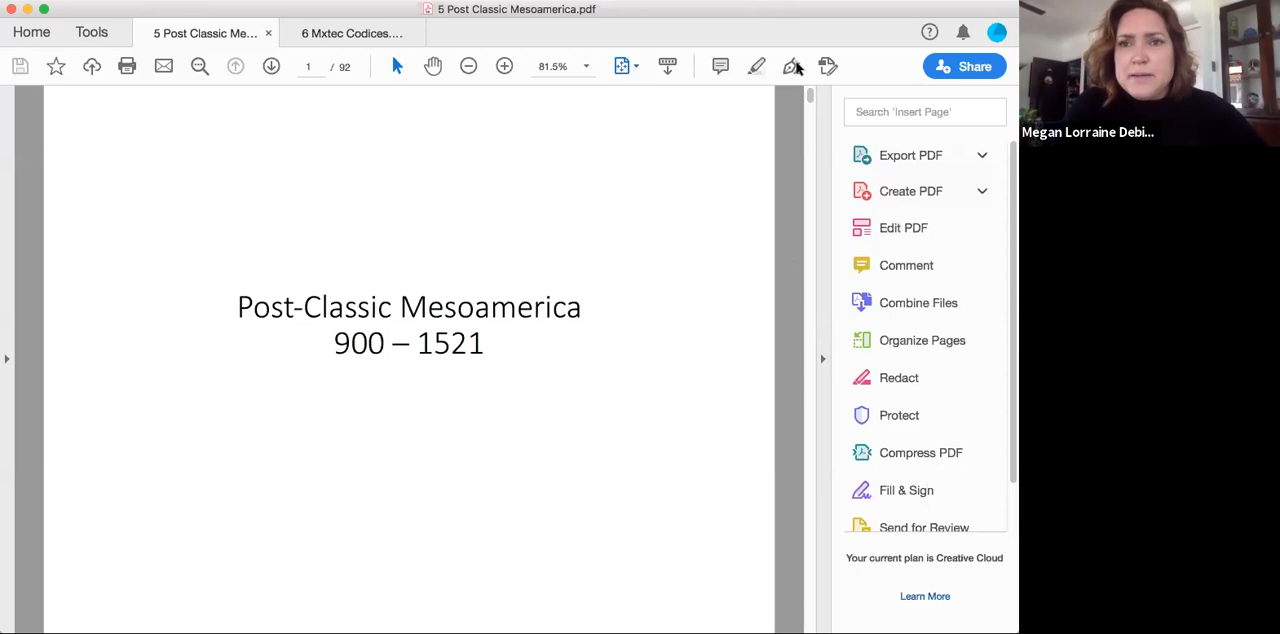 5 Post Classic Mesoamerica.pdf
Home
Tools
5 Post Classic Me... ×
6 Mxtec Codices....
1 / 92
81.5%
Share
Search 'Insert Page'
Export PDF
Create PDF
Edit PDF
Comment
Combine Files
Organize Pages
Redact
Protect
Compress PDF
Fill & Sign
Send for Review
Your current plan is Creative Cloud
Learn More
Post-Classic Mesoamerica
900 – 1521
Megan Lorraine Debi...